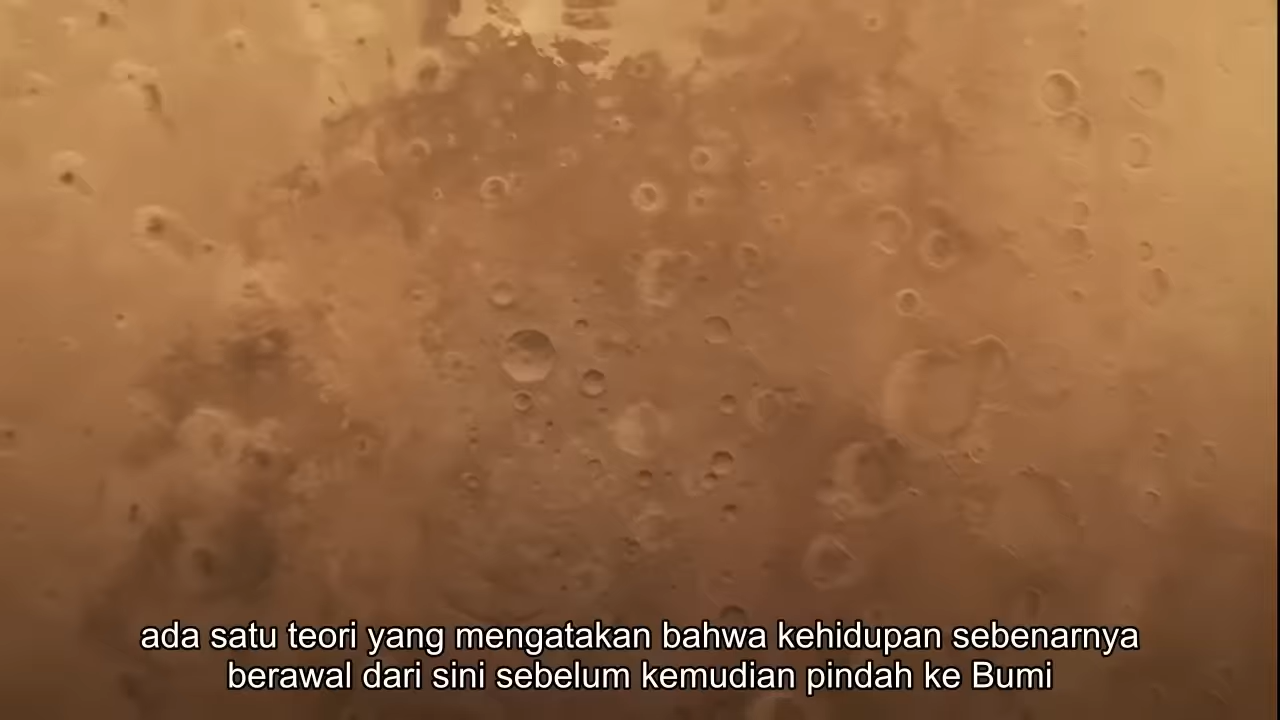 ada satu teori yang mengatakan bahwa kehidupan sebenarnya
berawal dari sini sebelum kemudian pindah ke Bumi